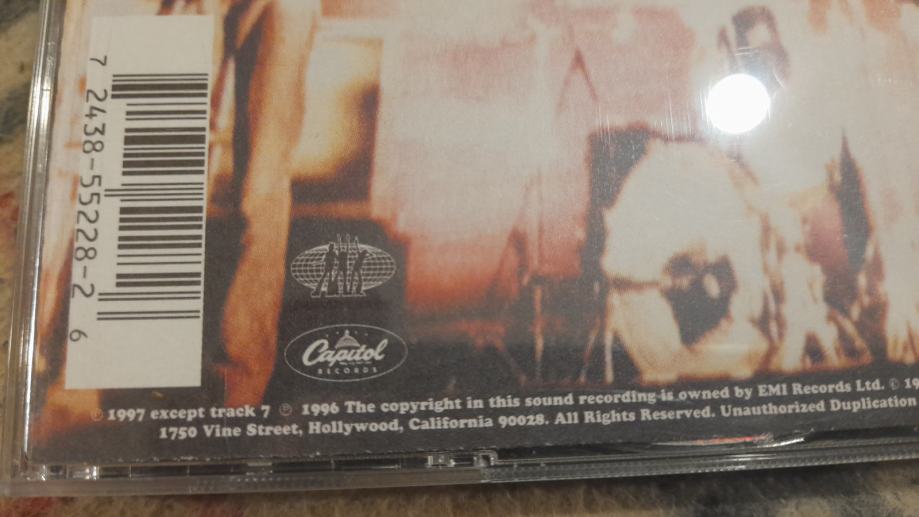 7 2438-55228-2 6
Capitol
RECORDS
℗ 1997 except track 7 ℗ 1996 The copyright in this sound recording is owned by EMI Records Ltd. © 19
1750 Vine Street, Hollywood, California 90028. All Rights Reserved. Unauthorized Duplication